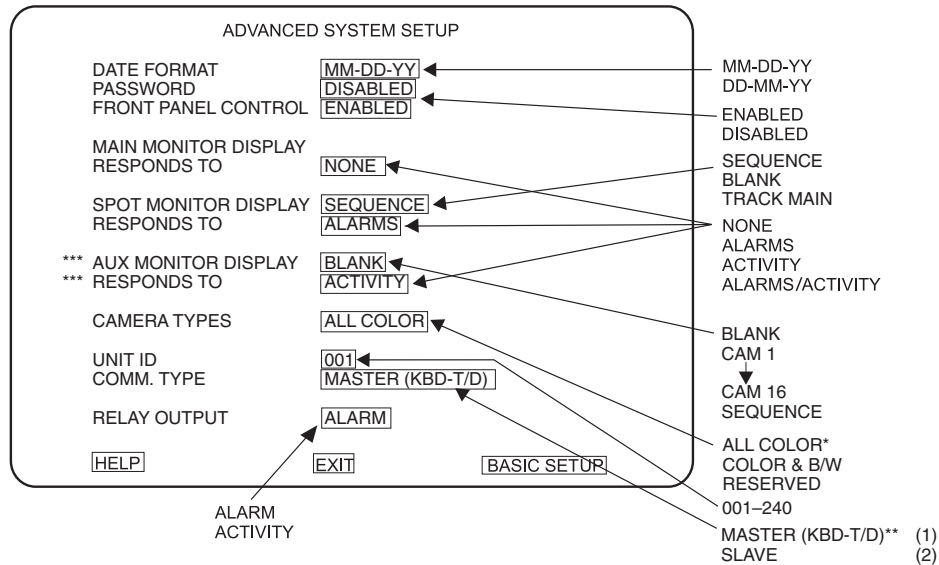 ADVANCED SYSTEM SETUP
DATE FORMAT MM-DD-YY
PASSWORD DISABLED
FRONT PANEL CONTROL ENABLED
MAIN MONITOR DISPLAY
RESPONDS TO NONE
SPOT MONITOR DISPLAY SEQUENCE
RESPONDS TO ALARMS
*** AUX MONITOR DISPLAY BLANK
*** RESPONDS TO ACTIVITY
CAMERA TYPES ALL COLOR
UNIT ID 001
COMM. TYPE MASTER (KBD-T/D)
RELAY OUTPUT ALARM
HELP EXIT BASIC SETUP
ALARM
ACTIVITY
MM-DD-YY
DD-MM-YY
ENABLED
DISABLED
SEQUENCE
BLANK
TRACK MAIN
NONE
ALARMS
ACTIVITY
ALARMS/ACTIVITY
BLANK
CAM 1
CAM 16
SEQUENCE
ALL COLOR*
COLOR & B/W
RESERVED
001–240
MASTER (KBD-T/D)** (1)
SLAVE (2)